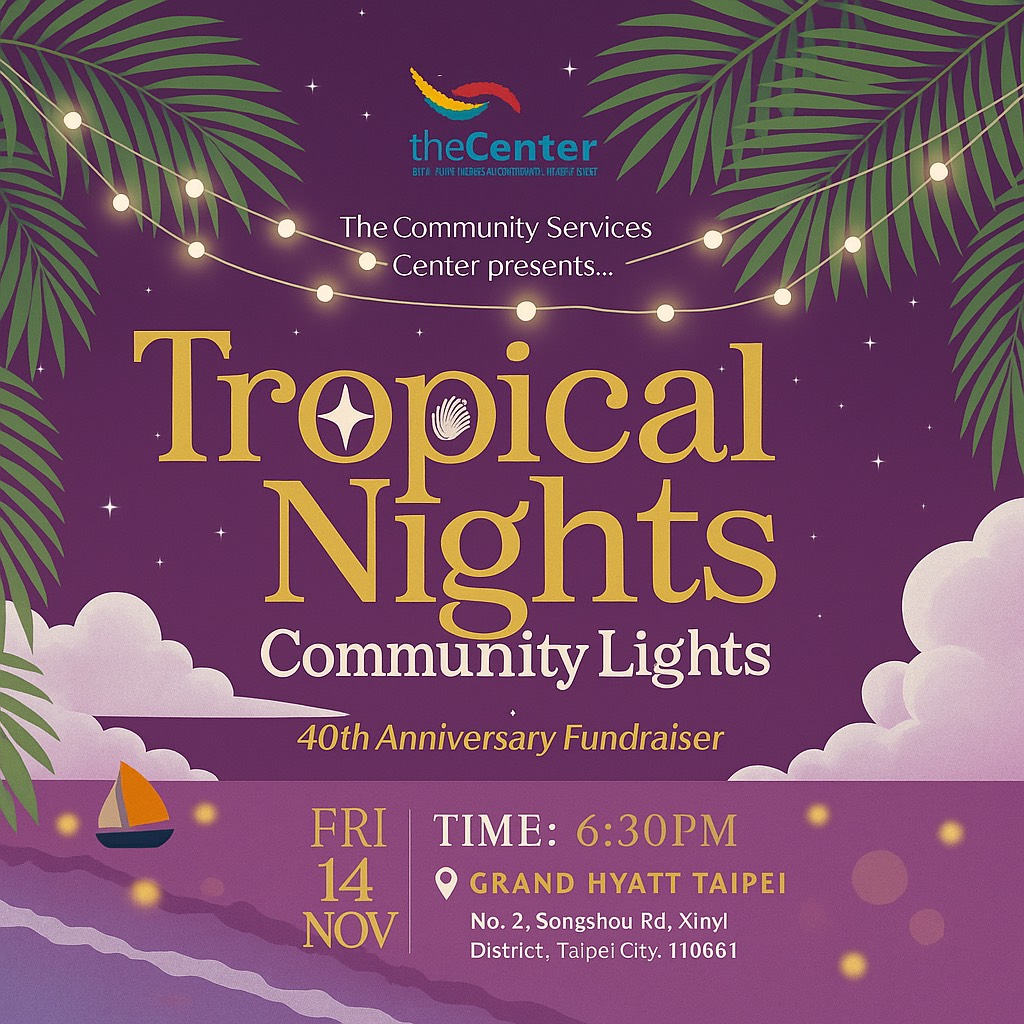 theCenter
The Community Services
Center presents...
Tropical
Nights
Community Lights
40th Anniversary Fundraiser
FRI
14
NOV
TIME: 6:30PM
GRAND HYATT TAIPEI
No. 2, Songshou Rd, Xinyl
District, Taipei City. 110661